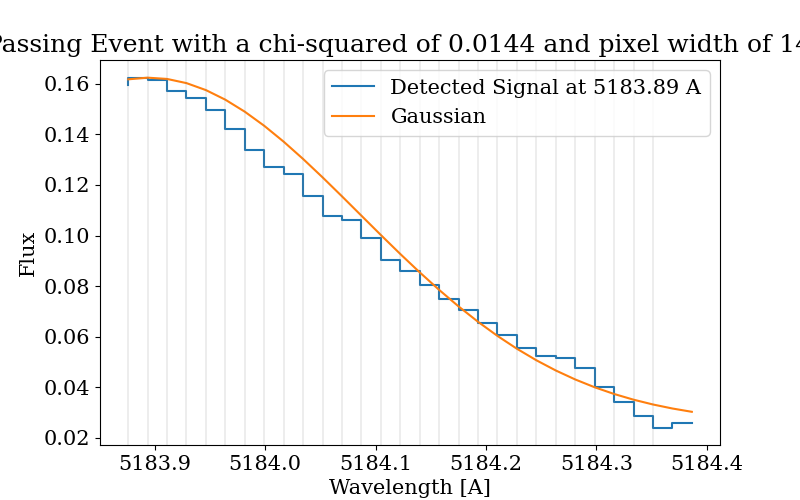 Passing Event with a chi-squared of 0.0144 and pixel width of 14
Detected Signal at 5183.89 A
Gaussian
Flux
0.16
0.14
0.12
0.10
0.08
0.06
0.04
0.02
5183.9 5184.0 5184.1 5184.2 5184.3 5184.4
Wavelength [A]